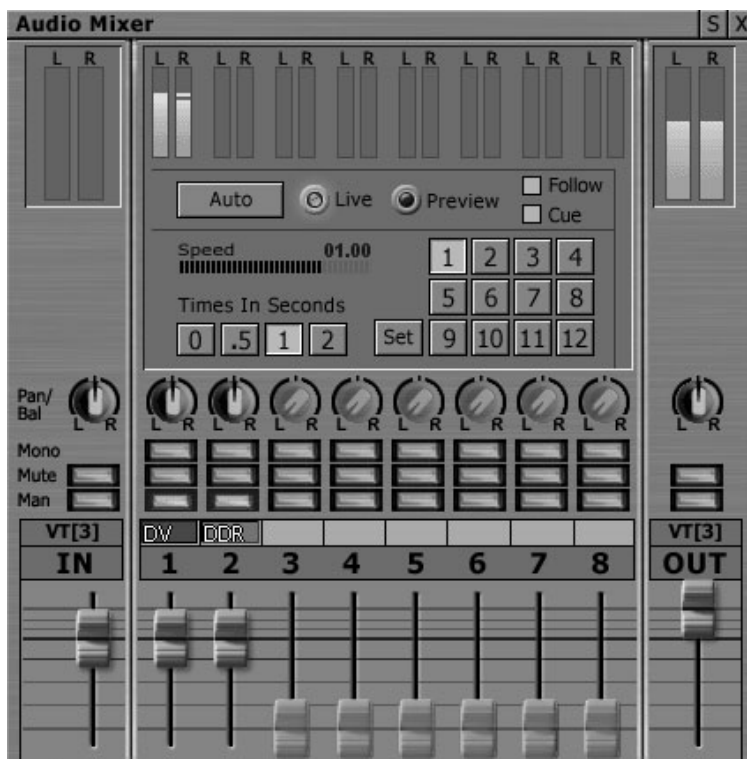 Audio Mixer S X
L R L R L R L R L R L R L R L R L R L R
Auto Live Preview Follow
Cue
Speed 01.00 1 2 3 4
Times In Seconds 5 6 7 8
0 .5 1 2 Set 9 10 11 12
Pan/
Bal L R L R L R L R L R L R L R L R L R L R
Mono
Mute
Man
VT[3] DV DDR VT[3]
IN 1 2 3 4 5 6 7 8 OUT